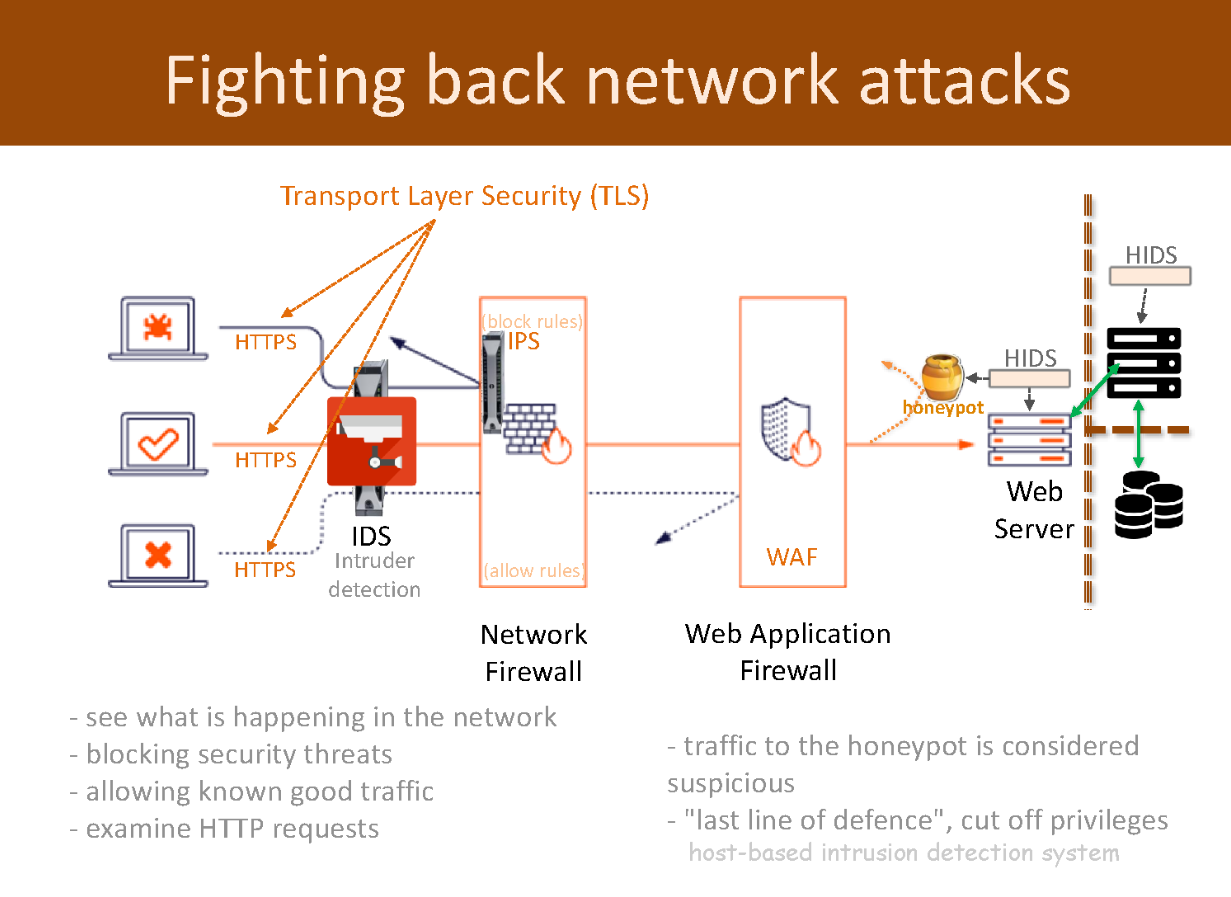 Fighting back network attacks
Transport Layer Security (TLS)
HIDS
(block rules)
IPS
HTTPS
HIDS
honeypot
HTTPS
Web
Server
IDS
Intruder
detection
HTTPS
(allow rules)
WAF
Network
Firewall
Web Application
Firewall
- see what is happening in the network
- blocking security threats
- allowing known good traffic
- examine HTTP requests
- traffic to the honeypot is considered
suspicious
- "last line of defence", cut off privileges
host-based intrusion detection system